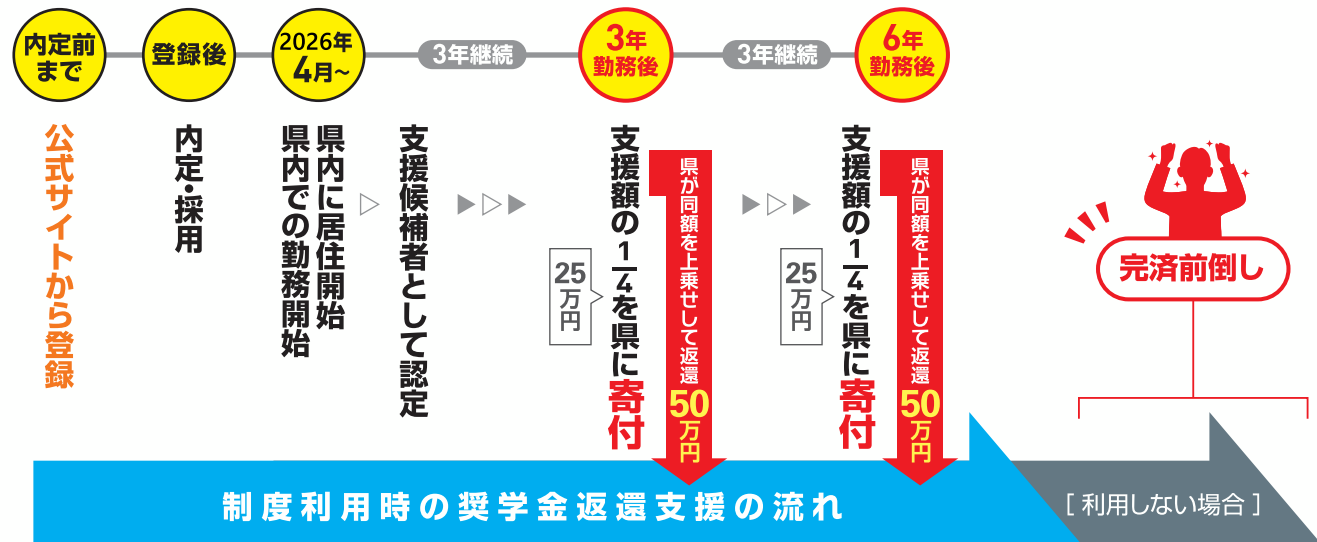 内定前
まで
登録後
2026年
4月～
3年継続
3年
勤務後
3年継続
6年
勤務後
公式サイトから登録
内定・採用
県内に居住開始
県内での勤務開始
支援候補者として認定
支援額の1/4を県に寄付
25万円
県が同額を上乗せして返還
50万円
支援額の1/4を県に寄付
25万円
県が同額を上乗せして返還
50万円
完済前倒し
制度利用時の奨学金返還支援の流れ
[ 利用しない場合 ]